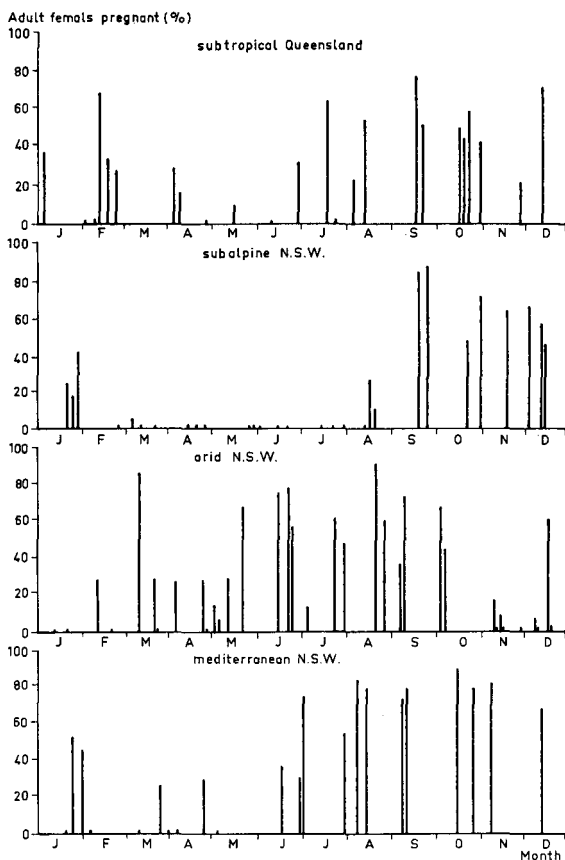 Adult females pregnant (%)
subtropical Queensland
100
80
60
40
20
0
J F M A M J J A S O N D
subalpine N.S.W.
100
80
60
40
20
0
J F M A M J J A S O N D
arid N.S.W.
100
80
60
40
20
0
J F M A M J J A S O N D
mediterranean N.S.W.
100
80
60
40
20
0
J F M A M J J A S O N D
Month